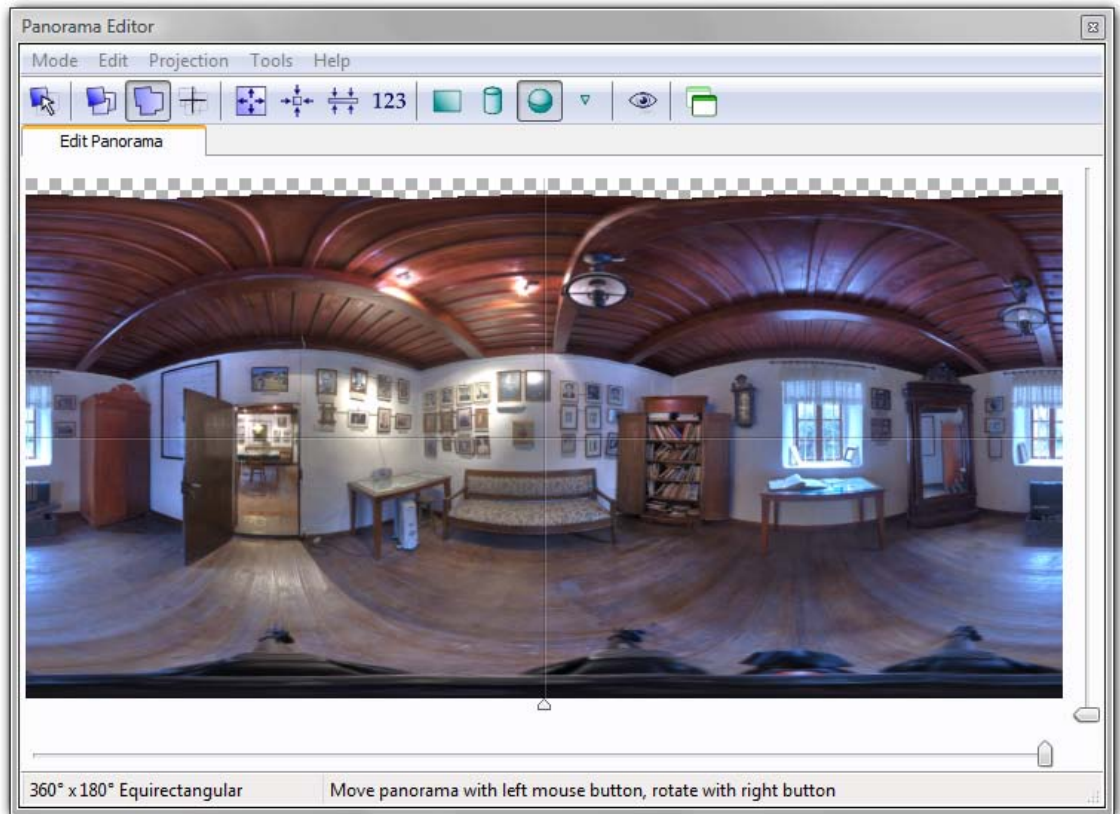 Panorama Editor
Mode Edit Projection Tools Help
123
Edit Panorama
360° x 180° Equirectangular
Move panorama with left mouse button, rotate with right button